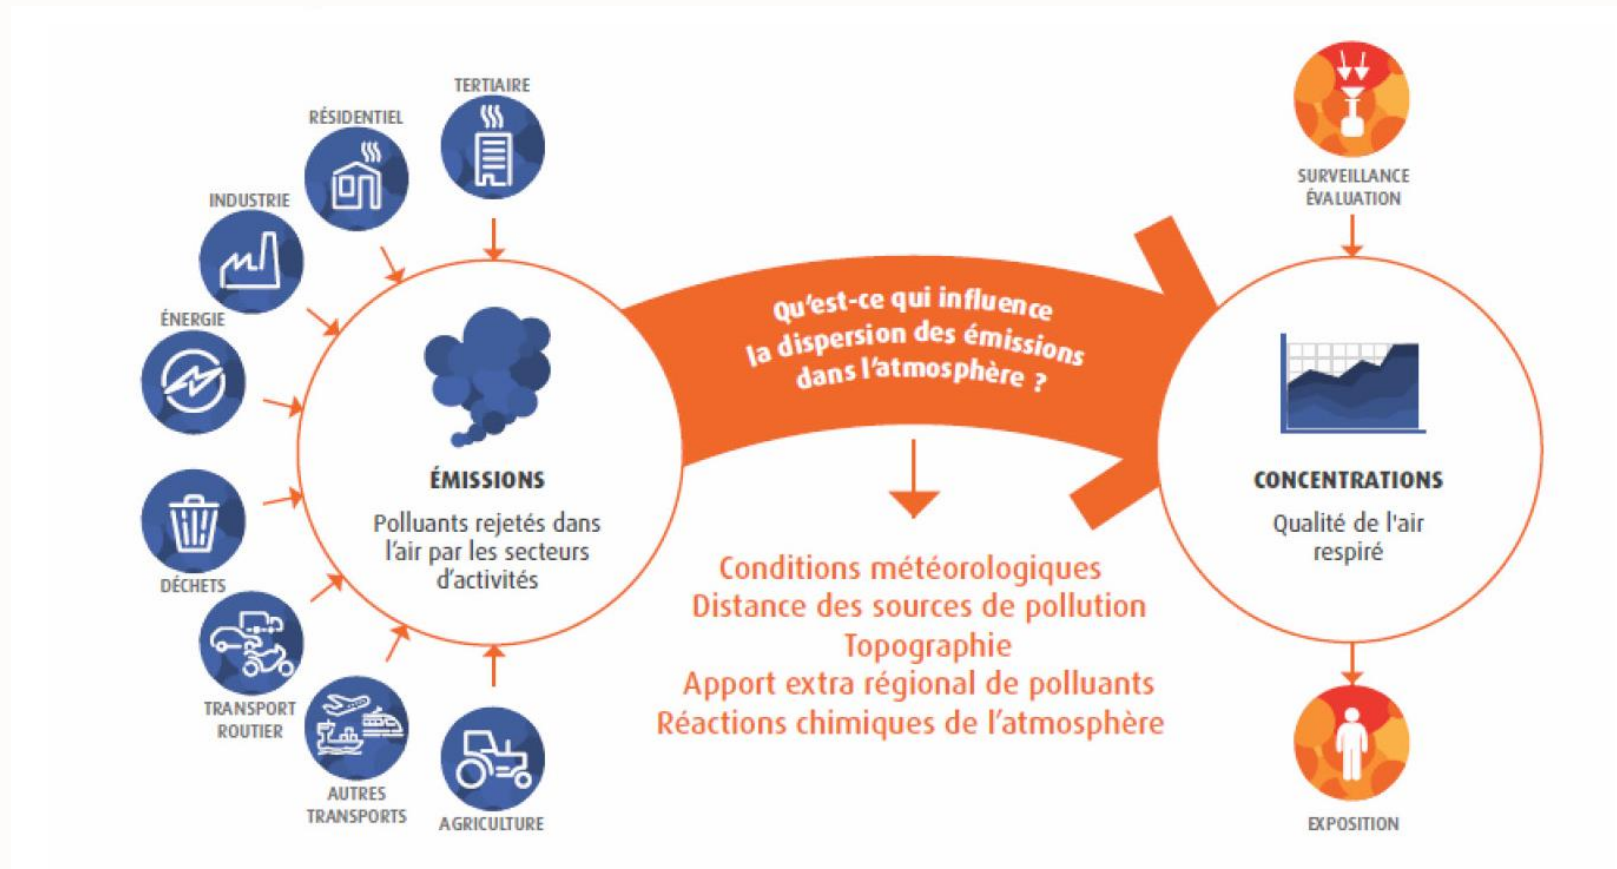 TERTIAIRE
RÉSIDENTIEL
INDUSTRIE
ÉNERGIE
DÉCHETS
TRANSPORT
ROUTIER
AUTRES
TRANSPORTS
AGRICULTURE
ÉMISSIONS
Polluants rejetés dans
l'air par les secteurs
d'activités
Qu'est-ce qui influence
la dispersion des émissions
dans l'atmosphère ?
Conditions météorologiques
Distance des sources de pollution
Topographie
Apport extra régional de polluants
Réactions chimiques de l'atmosphère
SURVEILLANCE
ÉVALUATION
CONCENTRATIONS
Qualité de l'air
respiré
EXPOSITION